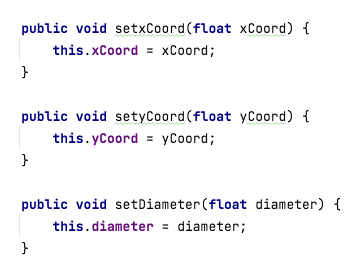 public void setxCoord(float xCoord) {
    this.xCoord = xCoord;
}

public void setyCoord(float yCoord) {
    this.yCoord = yCoord;
}

public void setDiameter(float diameter) {
    this.diameter = diameter;
}